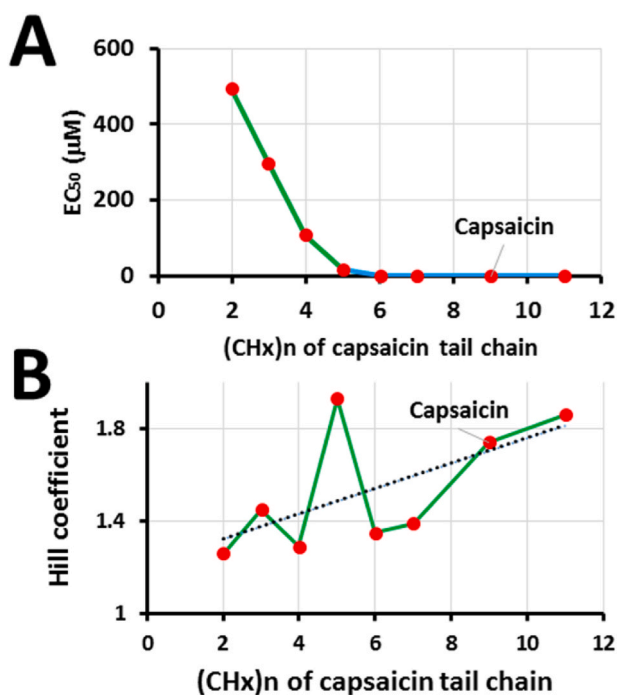 A
600
400
200
0
EC₅₀ (µM)
Capsaicin
0 2 4 6 8 10 12
(CHx)n of capsaicin tail chain
B
1.8
1.4
1
Hill coefficient
Capsaicin
0 2 4 6 8 10 12
(CHx)n of capsaicin tail chain